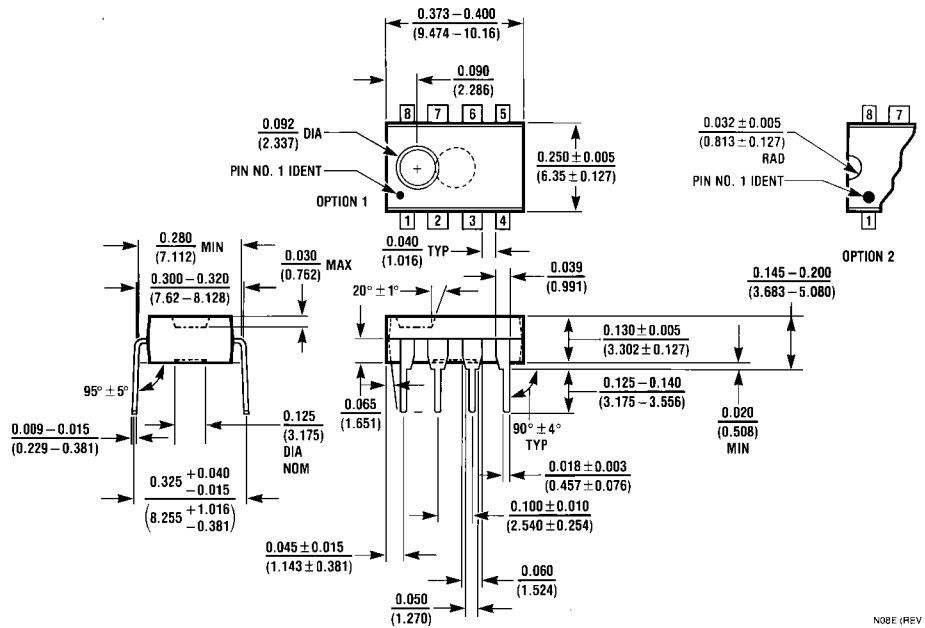 0.373 – 0.400
(9.474 – 10.16)
0.090
(2.286)
8 7 6 5
0.092 DIA
(2.337)
PIN NO. 1 IDENT
OPTION 1
1 2 3 4
0.250 ± 0.005
(6.35 ± 0.127)
0.032 ± 0.005
(0.813 ± 0.127)
RAD
PIN NO. 1 IDENT
8 7
1
OPTION 2
0.280 MIN
(7.112)
0.300 – 0.320
(7.62 – 8.128)
0.030 MAX
(0.762)
0.040 TYP
(1.016)
20° ± 1°
0.039
(0.991)
0.145 – 0.200
(3.683 – 5.080)
0.130 ± 0.005
(3.302 ± 0.127)
0.125 – 0.140
(3.175 – 3.556)
0.020
(0.508)
MIN
95° ± 5°
0.009 – 0.015
(0.229 – 0.381)
0.125
(3.175)
DIA
NOM
0.065
(1.651)
90° ± 4°
TYP
0.018 ± 0.003
(0.457 ± 0.076)
0.325 +0.040
−0.015
(8.255 +1.016
−0.381)
0.100 ± 0.010
(2.540 ± 0.254)
0.045 ± 0.015
(1.143 ± 0.381)
0.060
(1.524)
0.050
(1.270)
N08E (REV